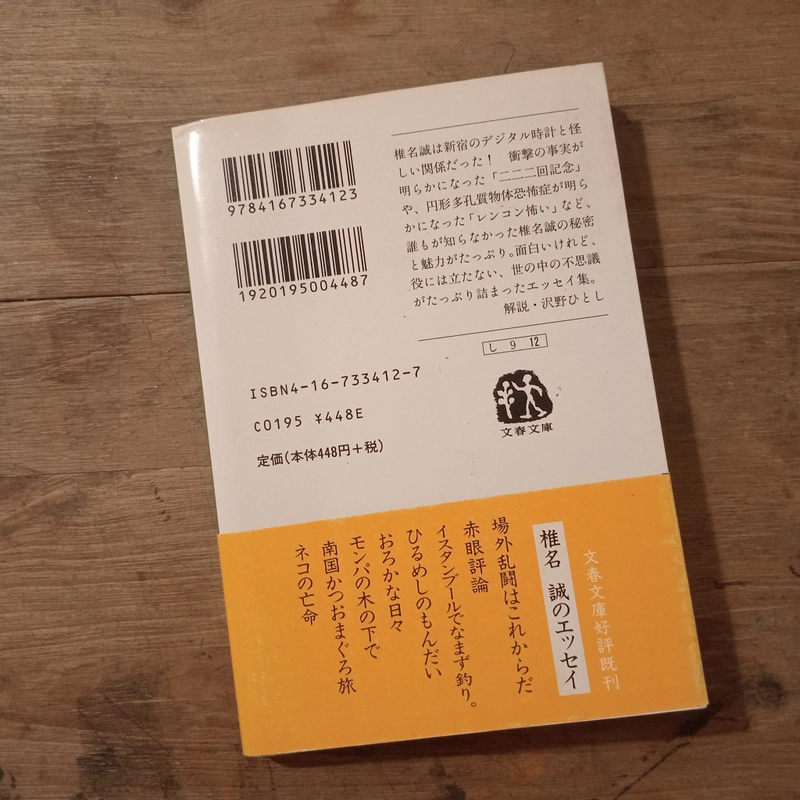 9784167334123
1920195004487
椎名誠は新宿のデジタル時計と怪
しい関係だった！　衝撃の事実が
明らかになった「二二二回記念」
や、円形多孔質物体恐怖症が明ら
かになった「レンコン怖い」など、
誰もが知らなかった椎名誠の秘密
と魅力がたっぷり。面白いけれど、
役には立たない、世の中の不思議
がたっぷり詰まったエッセイ集。
解説・沢野ひとし
し 9 12
文春文庫
ISBN4-16-733412-7
C0195 ¥448E
定価(本体448円+税)
文春文庫好評既刊
椎名　誠のエッセイ
場外乱闘はこれからだ
赤眼評論
イスタンブールでなまず釣り。
ひるめしのもんだい
おろかな日々
モンパの木の下で
南国かつおまぐろ旅
ネコの亡命